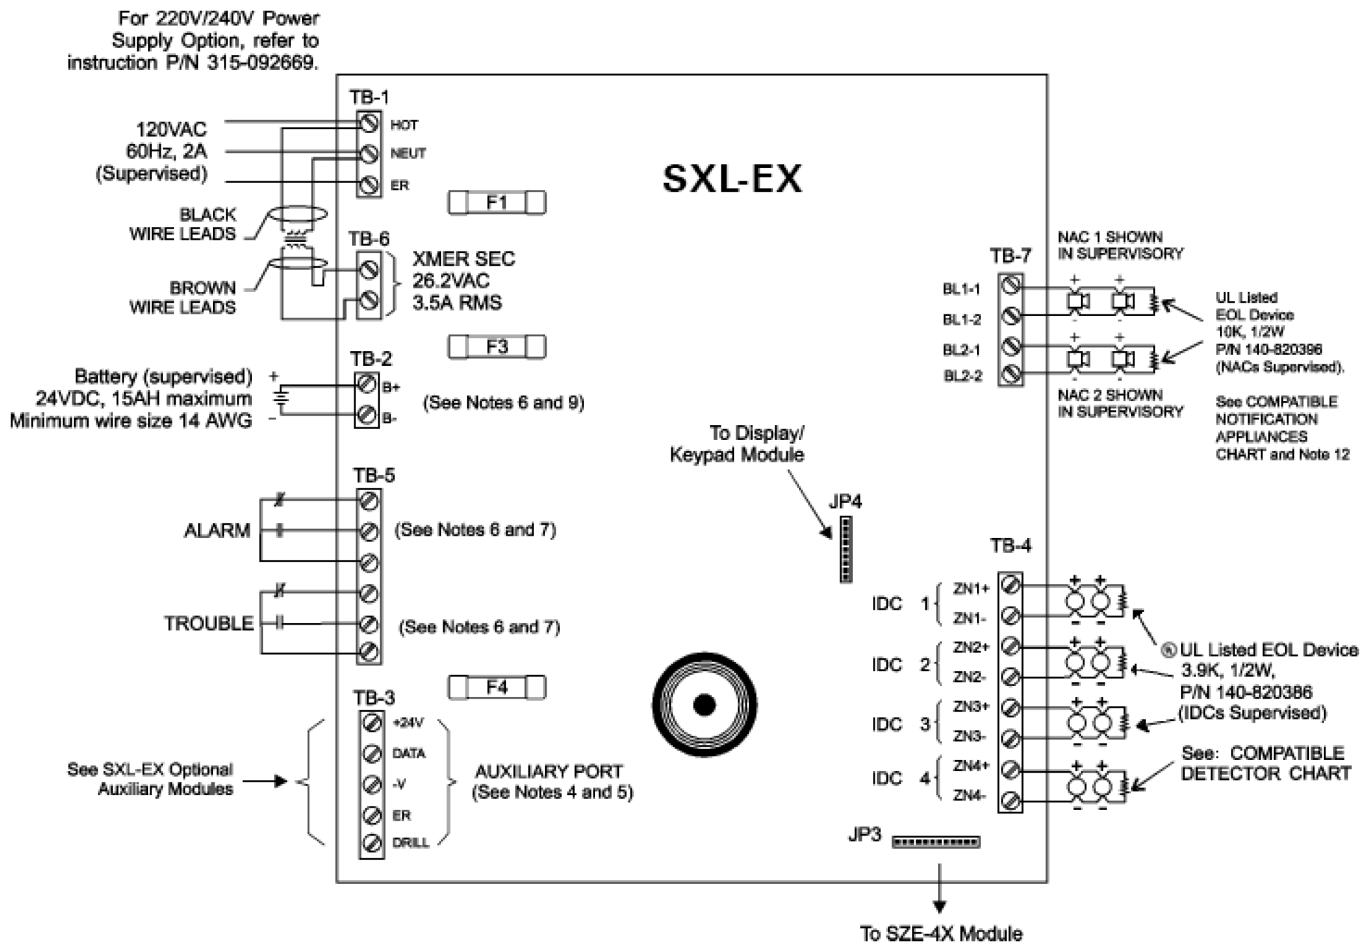 For 220V/240V Power
Supply Option, refer to
instruction P/N 315-092669.
TB-1
HOT
120VAC
60Hz, 2A
(Supervised)
NEUT
ER
SXL-EX
F1
BLACK
WIRE LEADS
TB-6
XMER SEC
26.2VAC
3.5A RMS
BROWN
WIRE LEADS
F3
TB-2
Battery (supervised)
24VDC, 15AH maximum
Minimum wire size 14 AWG
+
-
B+
B-
(See Notes 6 and 9)
TB-5
ALARM
(See Notes 6 and 7)
TROUBLE
(See Notes 6 and 7)
F4
TB-3
+24V
DATA
-V
ER
DRILL
See SXL-EX Optional
Auxiliary Modules
AUXILIARY PORT
(See Notes 4 and 5)
NAC 1 SHOWN
IN SUPERVISORY
TB-7
BL1-1
BL1-2
BL2-1
BL2-2
+ +
- -
+ +
- -
NAC 2 SHOWN
IN SUPERVISORY
UL Listed
EOL Device
10K, 1/2W
P/N 140-820396
(NACs Supervised).
See COMPATIBLE
NOTIFICATION
APPLIANCES
CHART and Note 12
To Display/
Keypad Module
JP4
TB-4
IDC 1
ZN1+
ZN1-
+ +
- -
IDC 2
ZN2+
ZN2-
+ +
- -
IDC 3
ZN3+
ZN3-
+ +
- -
IDC 4
ZN4+
ZN4-
+ +
- -
UL UL Listed EOL Device
3.9K, 1/2W,
P/N 140-820386
(IDCs Supervised)
See: COMPATIBLE
DETECTOR CHART
JP3
To SZE-4X Module